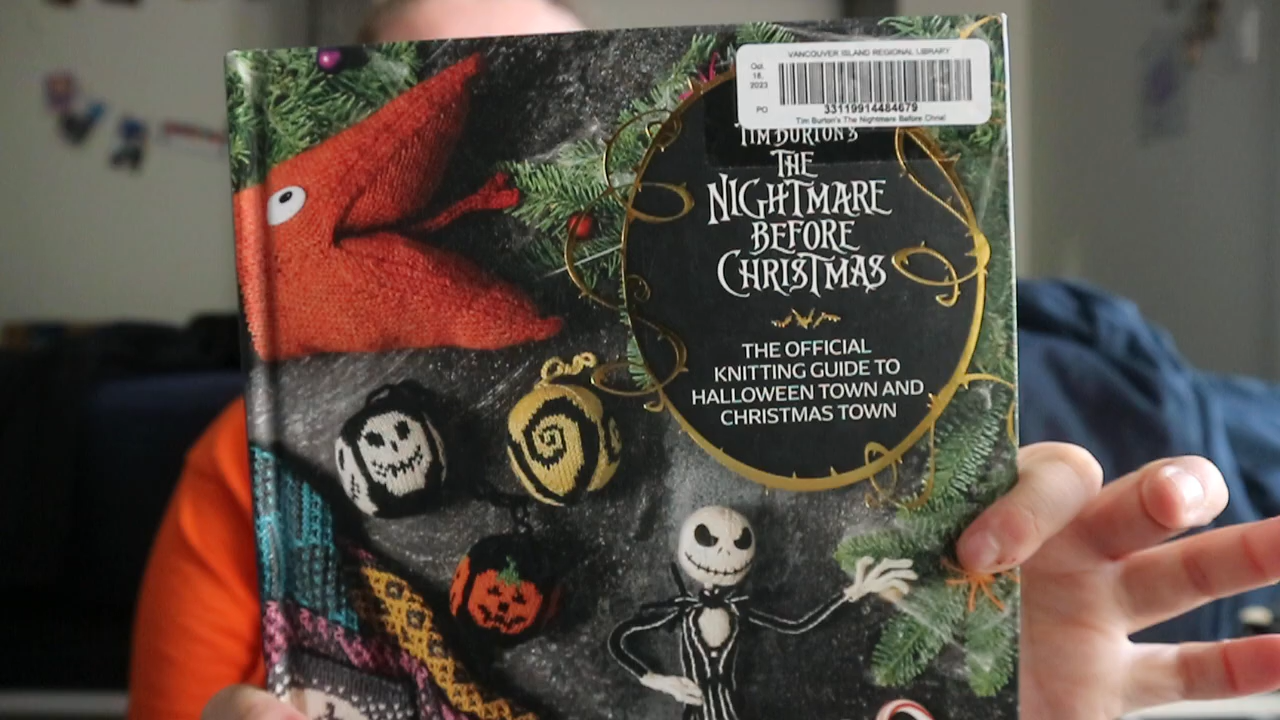 VANCOUVER ISLAND REGIONAL LIBRARY
Oct.
18,
2023
PO
33119914484679
Tim Burton's The Nightmare Before Christ
TIM BURTON'S
THE
NIGHTMARE
BEFORE
CHRISTMAS
THE OFFICIAL
KNITTING GUIDE TO
HALLOWEEN TOWN AND
CHRISTMAS TOWN